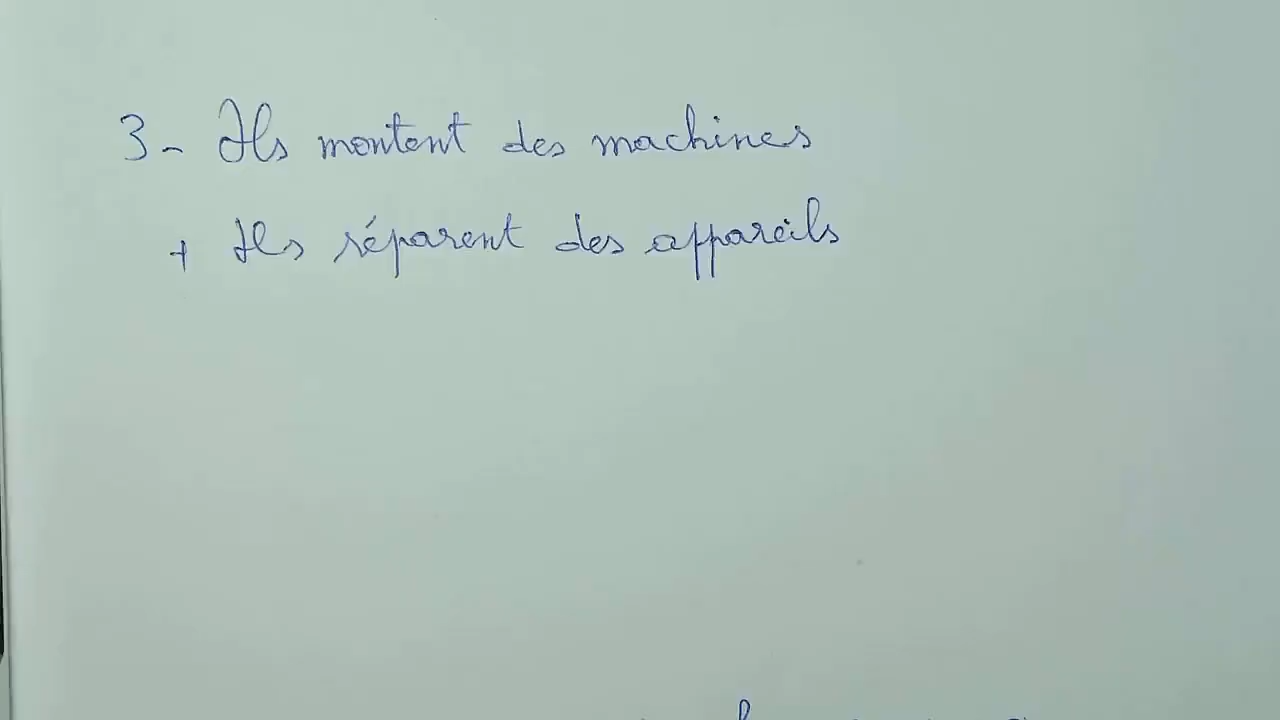 3- Ils montent des machines
+ Ils réparent des appareils